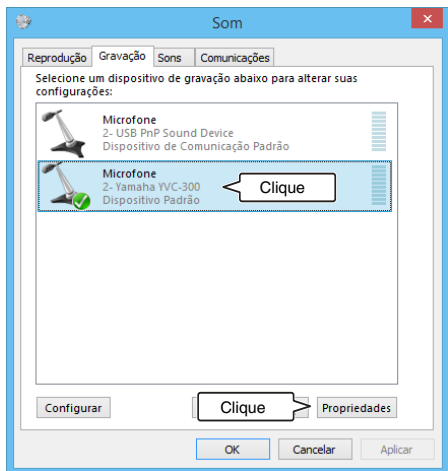 Som
Reprodução Gravação Sons Comunicações
Selecione um dispositivo de gravação abaixo para alterar suas
configurações:
Microfone
2- USB PnP Sound Device
Dispositivo de Comunicação Padrão
Microfone
2- Yamaha YVC-300
Dispositivo Padrão
Clique
Configurar
Clique
Propriedades
OK Cancelar Aplicar